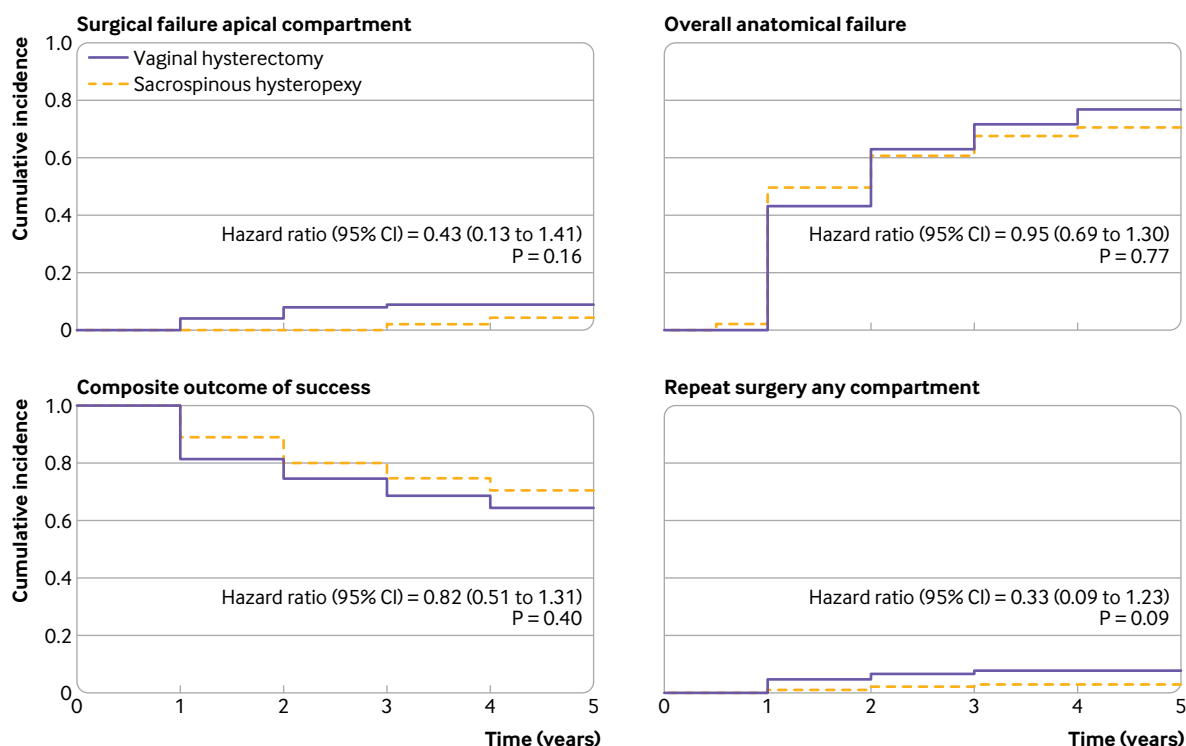 Surgical failure apical compartment
Cumulative incidence
1.0
0.8
0.6
0.4
0.2
0
Vaginal hysterectomy
Sacrospinous hysteropexy
Hazard ratio (95% CI) = 0.43 (0.13 to 1.41)
P = 0.16
Overall anatomical failure
Hazard ratio (95% CI) = 0.95 (0.69 to 1.30)
P = 0.77
Composite outcome of success
Cumulative incidence
1.0
0.8
0.6
0.4
0.2
0
Hazard ratio (95% CI) = 0.82 (0.51 to 1.31)
P = 0.40
0 1 2 3 4 5
Time (years)
Repeat surgery any compartment
Hazard ratio (95% CI) = 0.33 (0.09 to 1.23)
P = 0.09
0 1 2 3 4 5
Time (years)